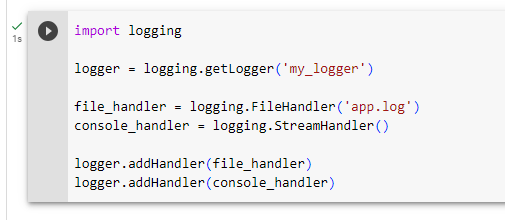 1s
import logging
logger = logging.getLogger('my_logger')
file_handler = logging.FileHandler('app.log')
console_handler = logging.StreamHandler()
logger.addHandler(file_handler)
logger.addHandler(console_handler)